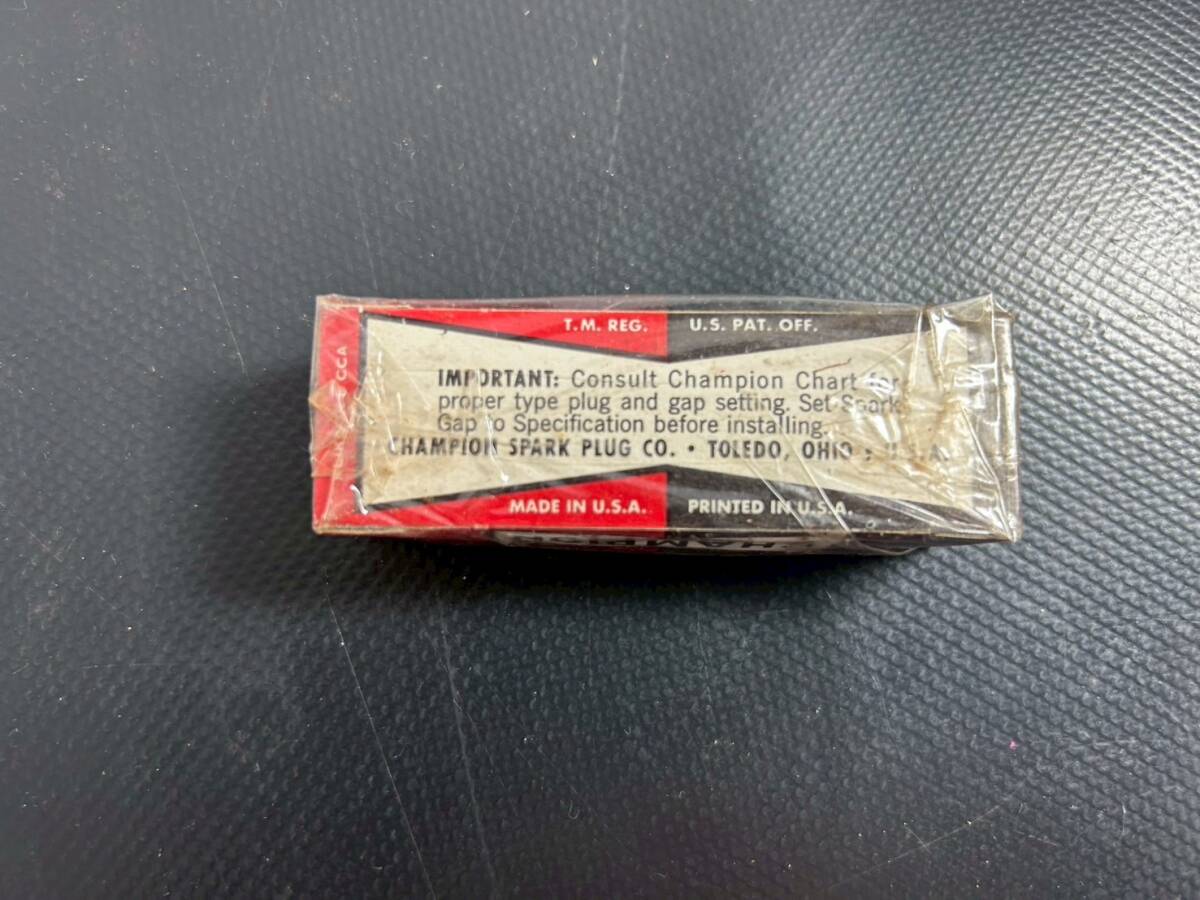 T.M. REG. U.S. PAT. OFF.
IMPORTANT: Consult Champion Chart for
proper type plug and gap setting. Set Spark
Gap to Specification before installing.
CHAMPION SPARK PLUG CO. • TOLEDO, OHIO, U.S.A.
MADE IN U.S.A. PRINTED IN U.S.A.